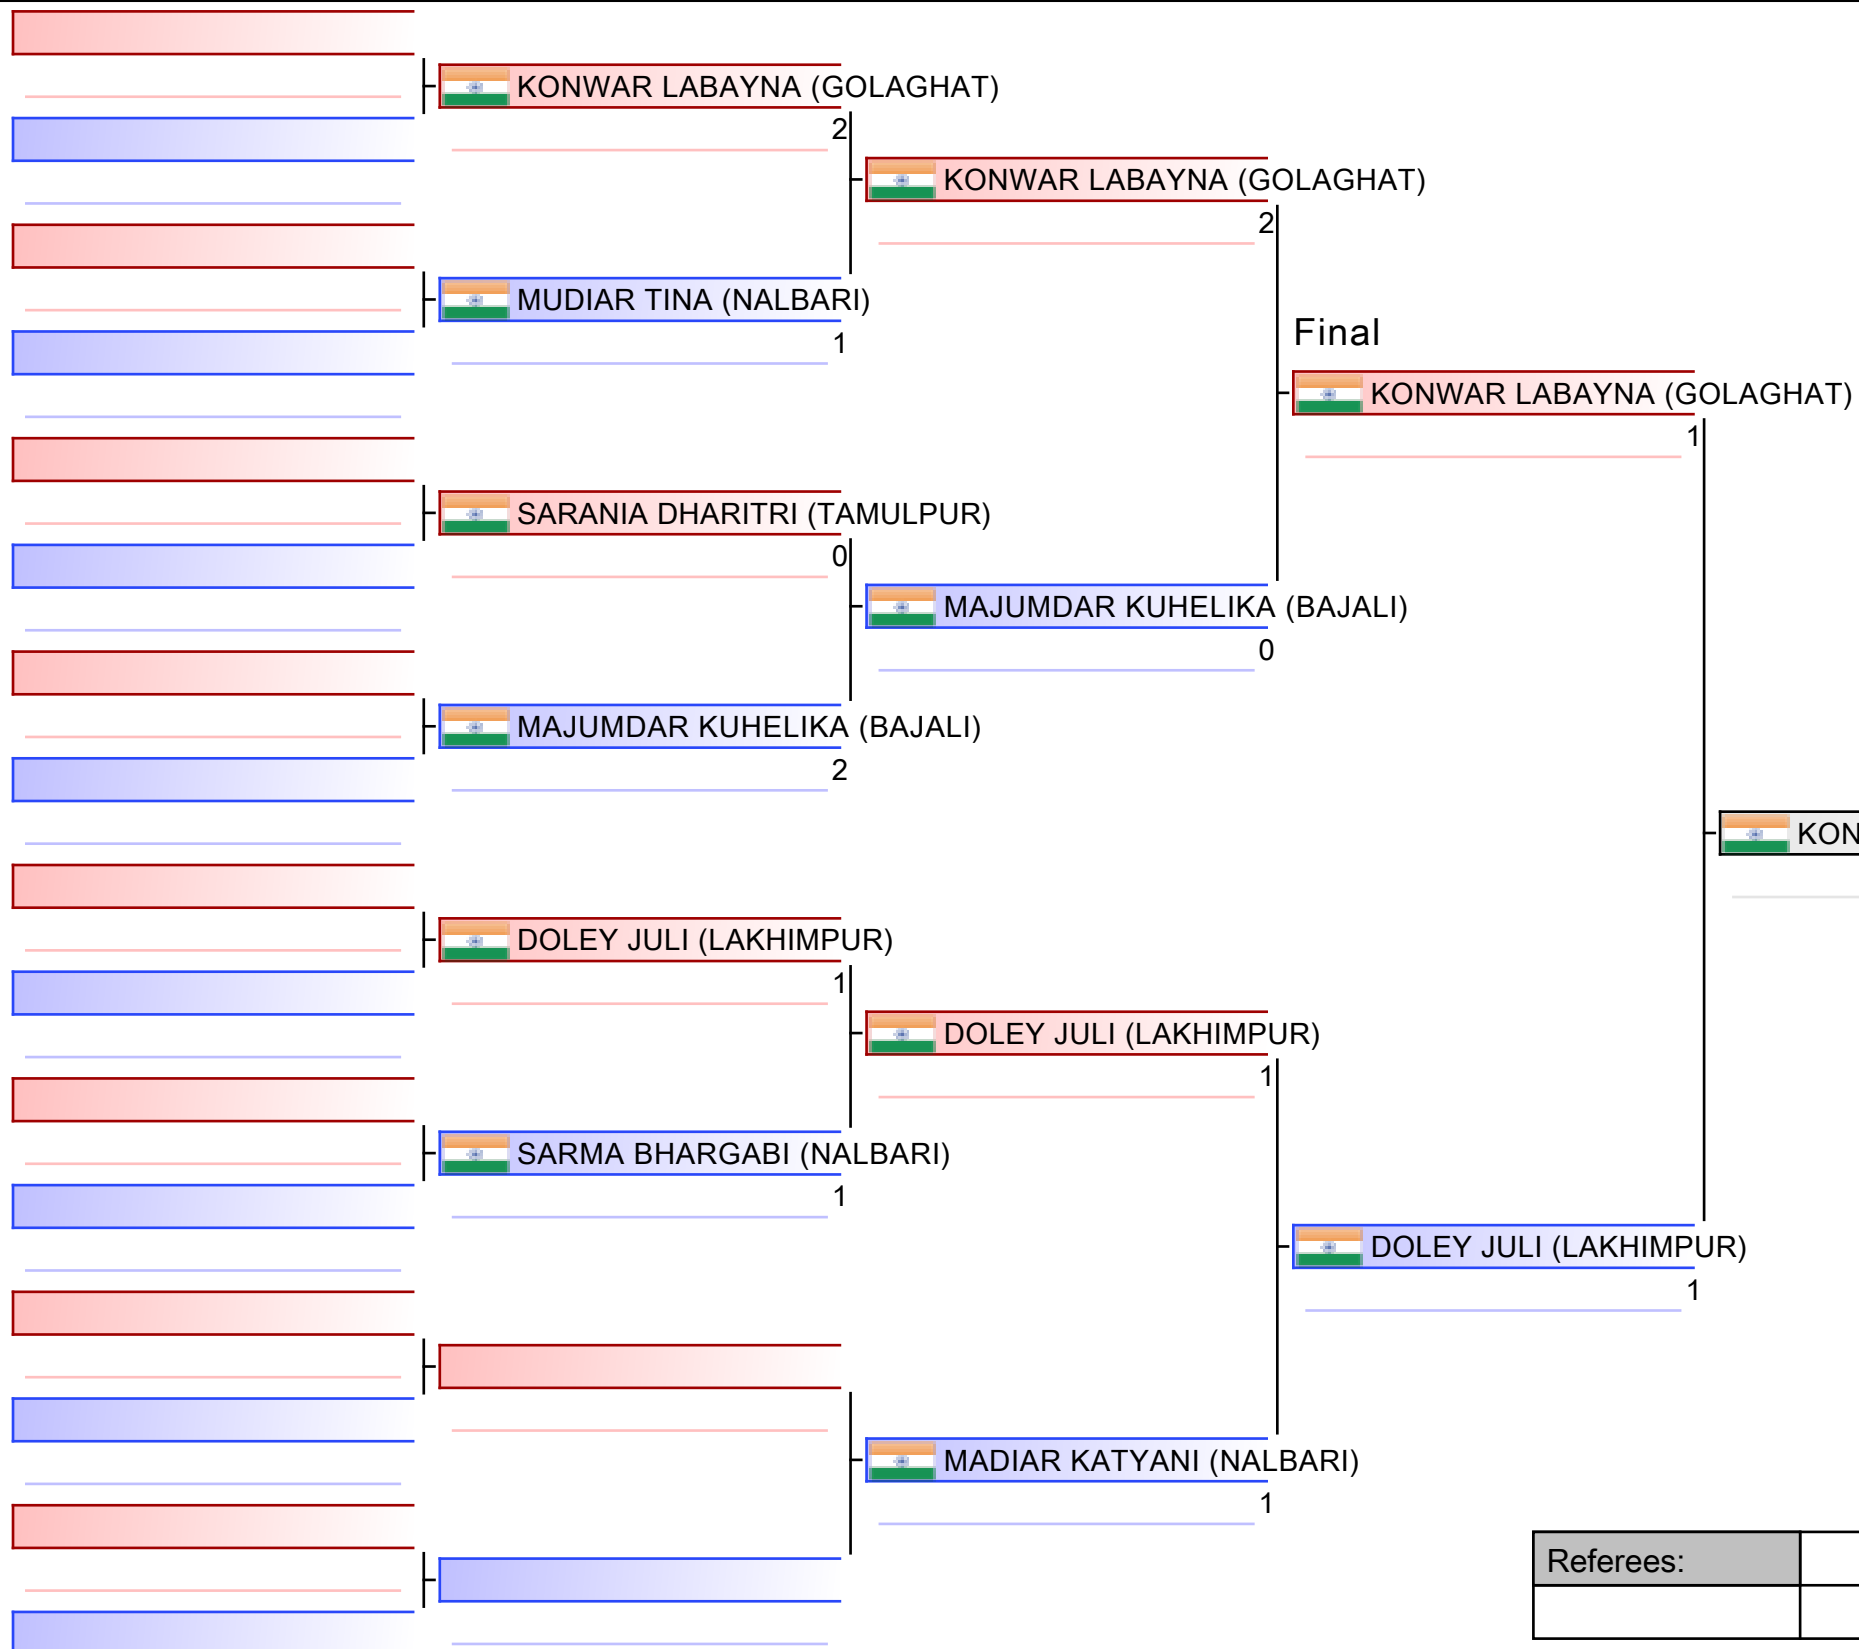 KONWAR LABAYNA (GOLAGHAT)
2
KONWAR LABAYNA (GOLAGHAT)
2
MUDIAR TINA (NALBARI)
1
Final
KONWAR LABAYNA (GOLAGHAT)
1
SARANIA DHARITRI (TAMULPUR)
0
MAJUMDAR KUHELIKA (BAJALI)
0
MAJUMDAR KUHELIKA (BAJALI)
2
KON
DOLEY JULI (LAKHIMPUR)
1
DOLEY JULI (LAKHIMPUR)
1
SARMA BHARGABI (NALBARI)
1
DOLEY JULI (LAKHIMPUR)
1
MADIAR KATYANI (NALBARI)
1
Referees: